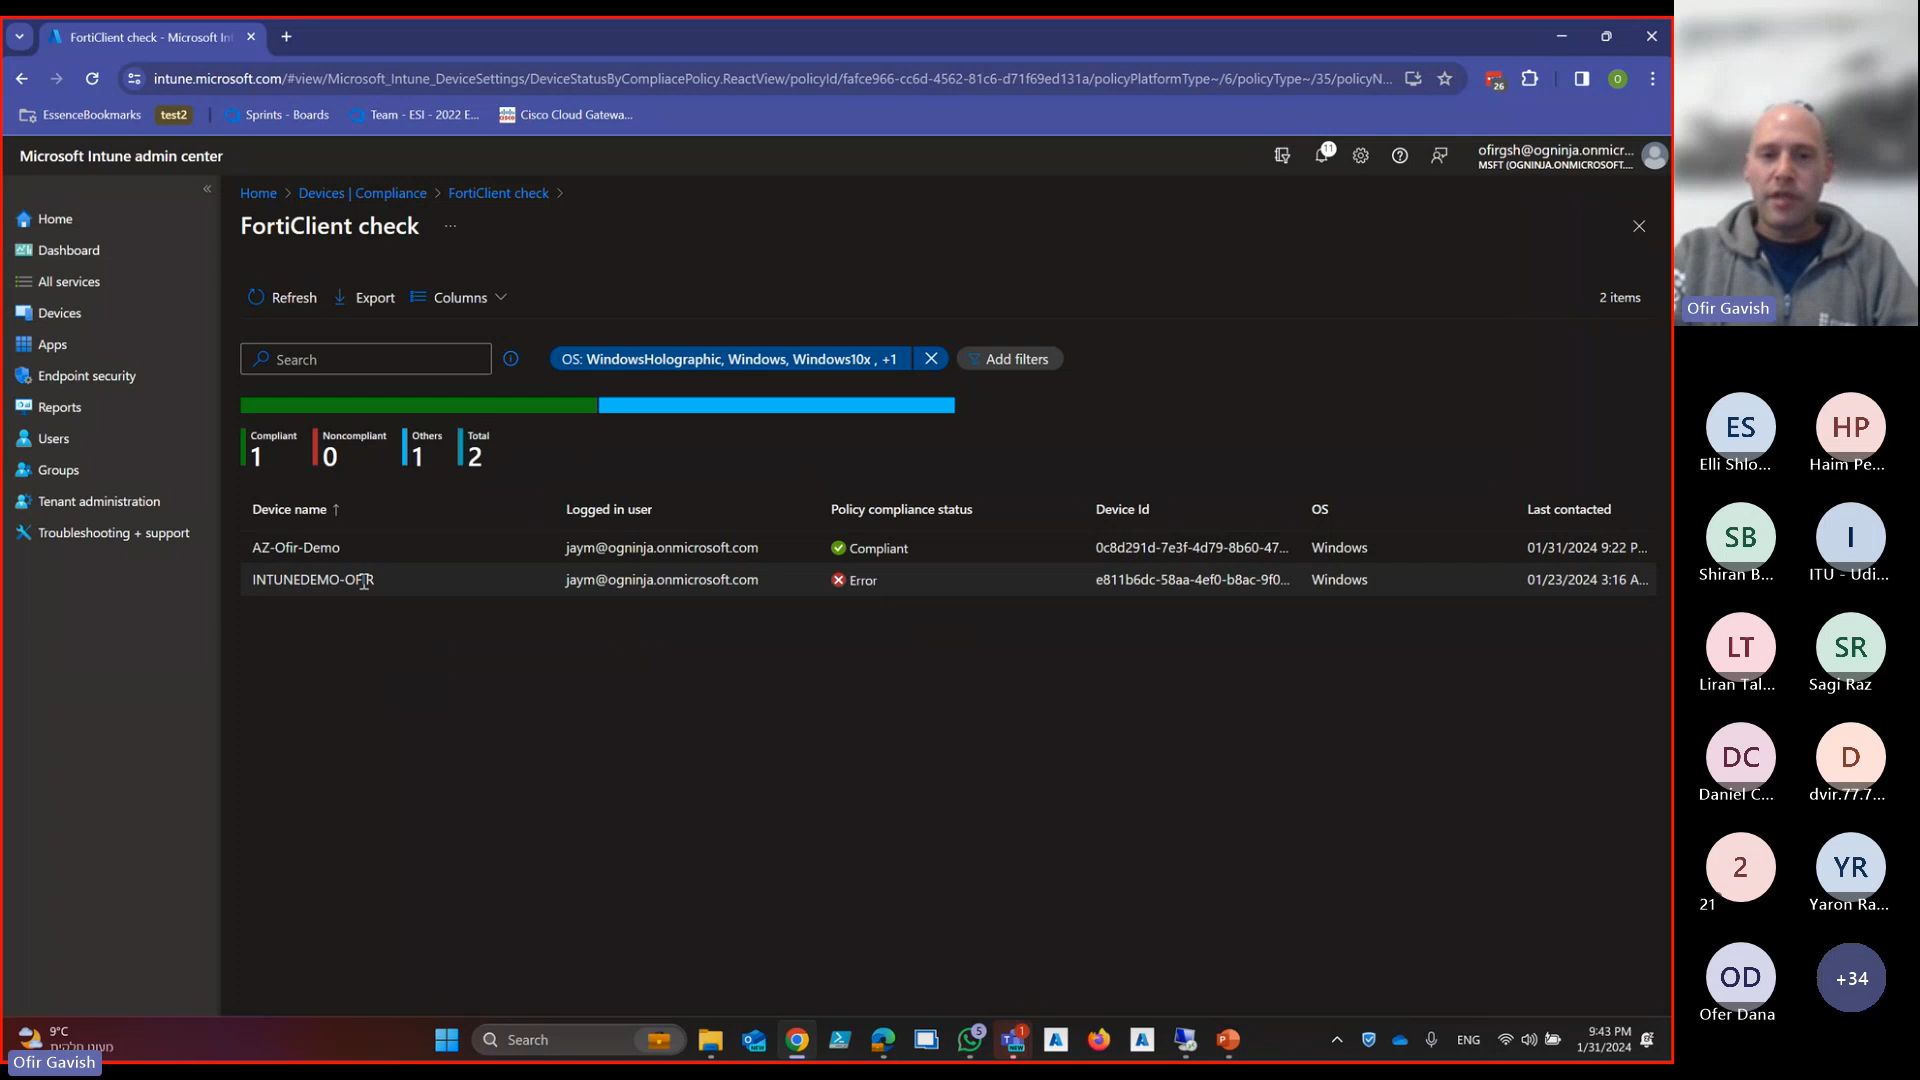 FortiClient check - Microsoft In
intune.microsoft.com/#view/Microsoft_Intune_DeviceSettings/DeviceStatusByCompliacePolicy.ReactView/policyId/fafce966-cc6d-4562-81c6-d71f69ed131a/policyPlatformType~/6/policyType~/35/policyN...
26
O
EssenceBookmarks
test2
Sprints - Boards
Team - ESI - 2022 E...
Cisco Cloud Gatewa...
Microsoft Intune admin center
11
ofirgsh@ogninja.onmicr...
MSFT (OGNINJA.ONMICROSOFT....
Home
Dashboard
All services
Devices
Apps
Endpoint security
Reports
Users
Groups
Tenant administration
Troubleshooting + support
Home > Devices | Compliance > FortiClient check >
FortiClient check ...
Refresh
Export
Columns
2 items
Search
OS: WindowsHolographic, Windows, Windows10x , +1
Add filters
Compliant 1
Noncompliant 0
Others 1
Total 2
Device name ↑ Logged in user Policy compliance status Device Id OS Last contacted
AZ-Ofir-Demo jaym@ogninja.onmicrosoft.com Compliant 0c8d291d-7e3f-4d79-8b60-47... Windows 01/31/2024 9:22 P...
INTUNEDEMO-OFIR jaym@ogninja.onmicrosoft.com Error e811b6dc-58aa-4ef0-b8ac-9f0... Windows 01/23/2024 3:16 A...
9°C
מעונן חלקית
Search
5
1
NEW
ENG
9:43 PM
1/31/2024
Ofir Gavish
Ofir Gavish
ES
Elli Shlo...
HP
Haim Pe...
SB
Shiran B...
I
ITU - Udi...
LT
Liran Tal...
SR
Sagi Raz
DC
Daniel C...
D
dvir.77.7...
2
21
YR
Yaron Ra...
OD
Ofer Dana
+34